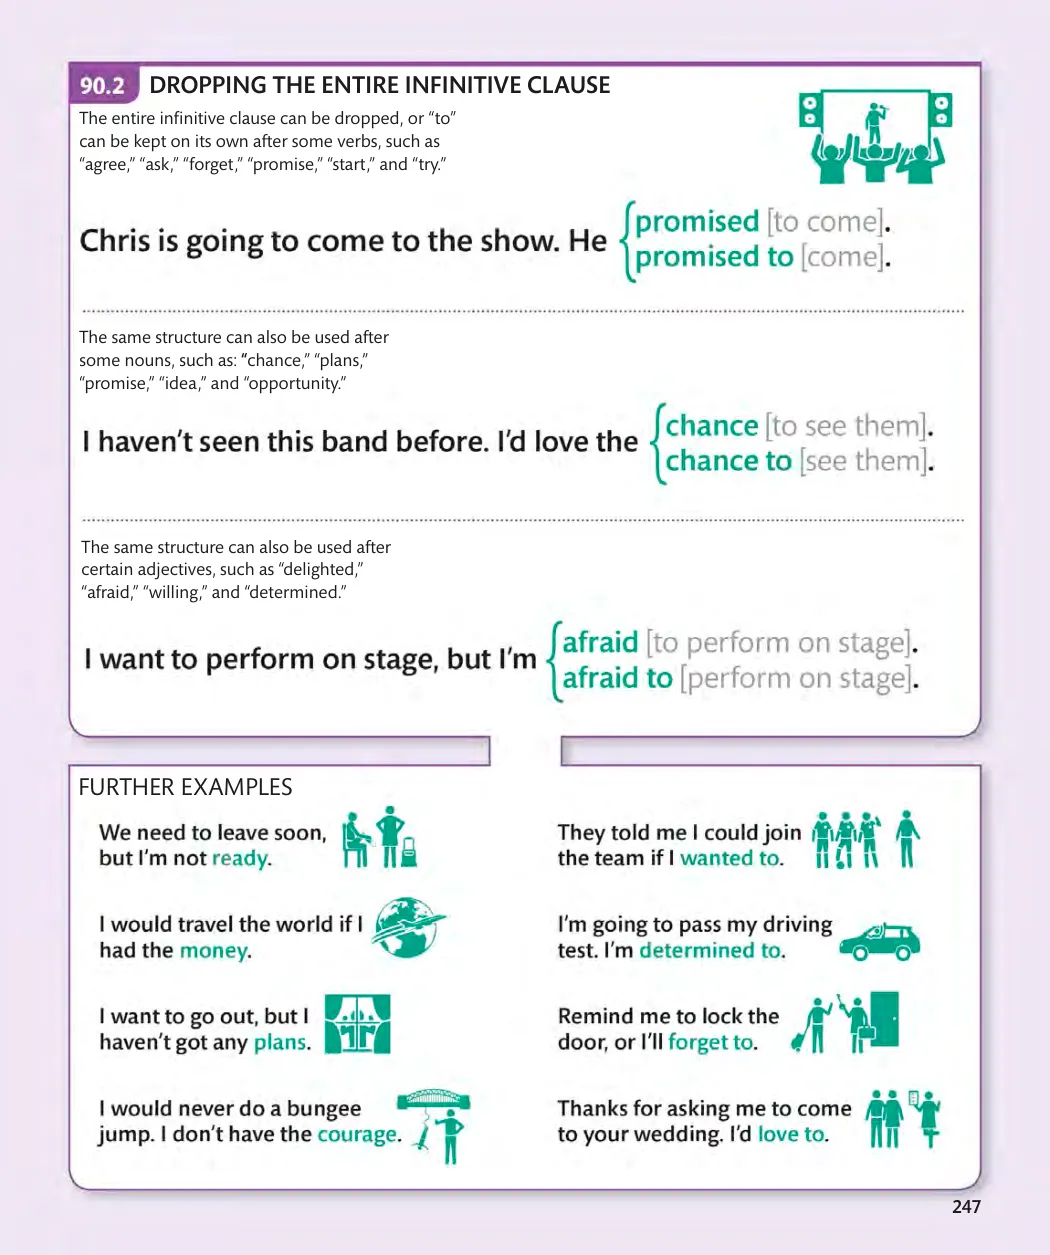 90.2 DROPPING THE ENTIRE INFINITIVE CLAUSE
The entire infinitive clause can be dropped, or “to”
can be kept on its own after some verbs, such as
“agree,” “ask,” “forget,” “promise,” “start,” and “try.”
Chris is going to come to the show. He
promised [to come].
promised to [come].
The same structure can also be used after
some nouns, such as: “chance,” “plans,”
“promise,” “idea,” and “opportunity.”
I haven’t seen this band before. I’d love the
chance [to see them].
chance to [see them].
The same structure can also be used after
certain adjectives, such as “delighted,”
“afraid,” “willing,” and “determined.”
I want to perform on stage, but I’m
afraid [to perform on stage].
afraid to [perform on stage].
FURTHER EXAMPLES
We need to leave soon,
but I’m not ready.
I would travel the world if I
had the money.
I want to go out, but I
haven’t got any plans.
I would never do a bungee
jump. I don’t have the courage.
They told me I could join
the team if I wanted to.
I’m going to pass my driving
test. I’m determined to.
Remind me to lock the
door, or I’ll forget to.
Thanks for asking me to come
to your wedding. I’d love to.
247